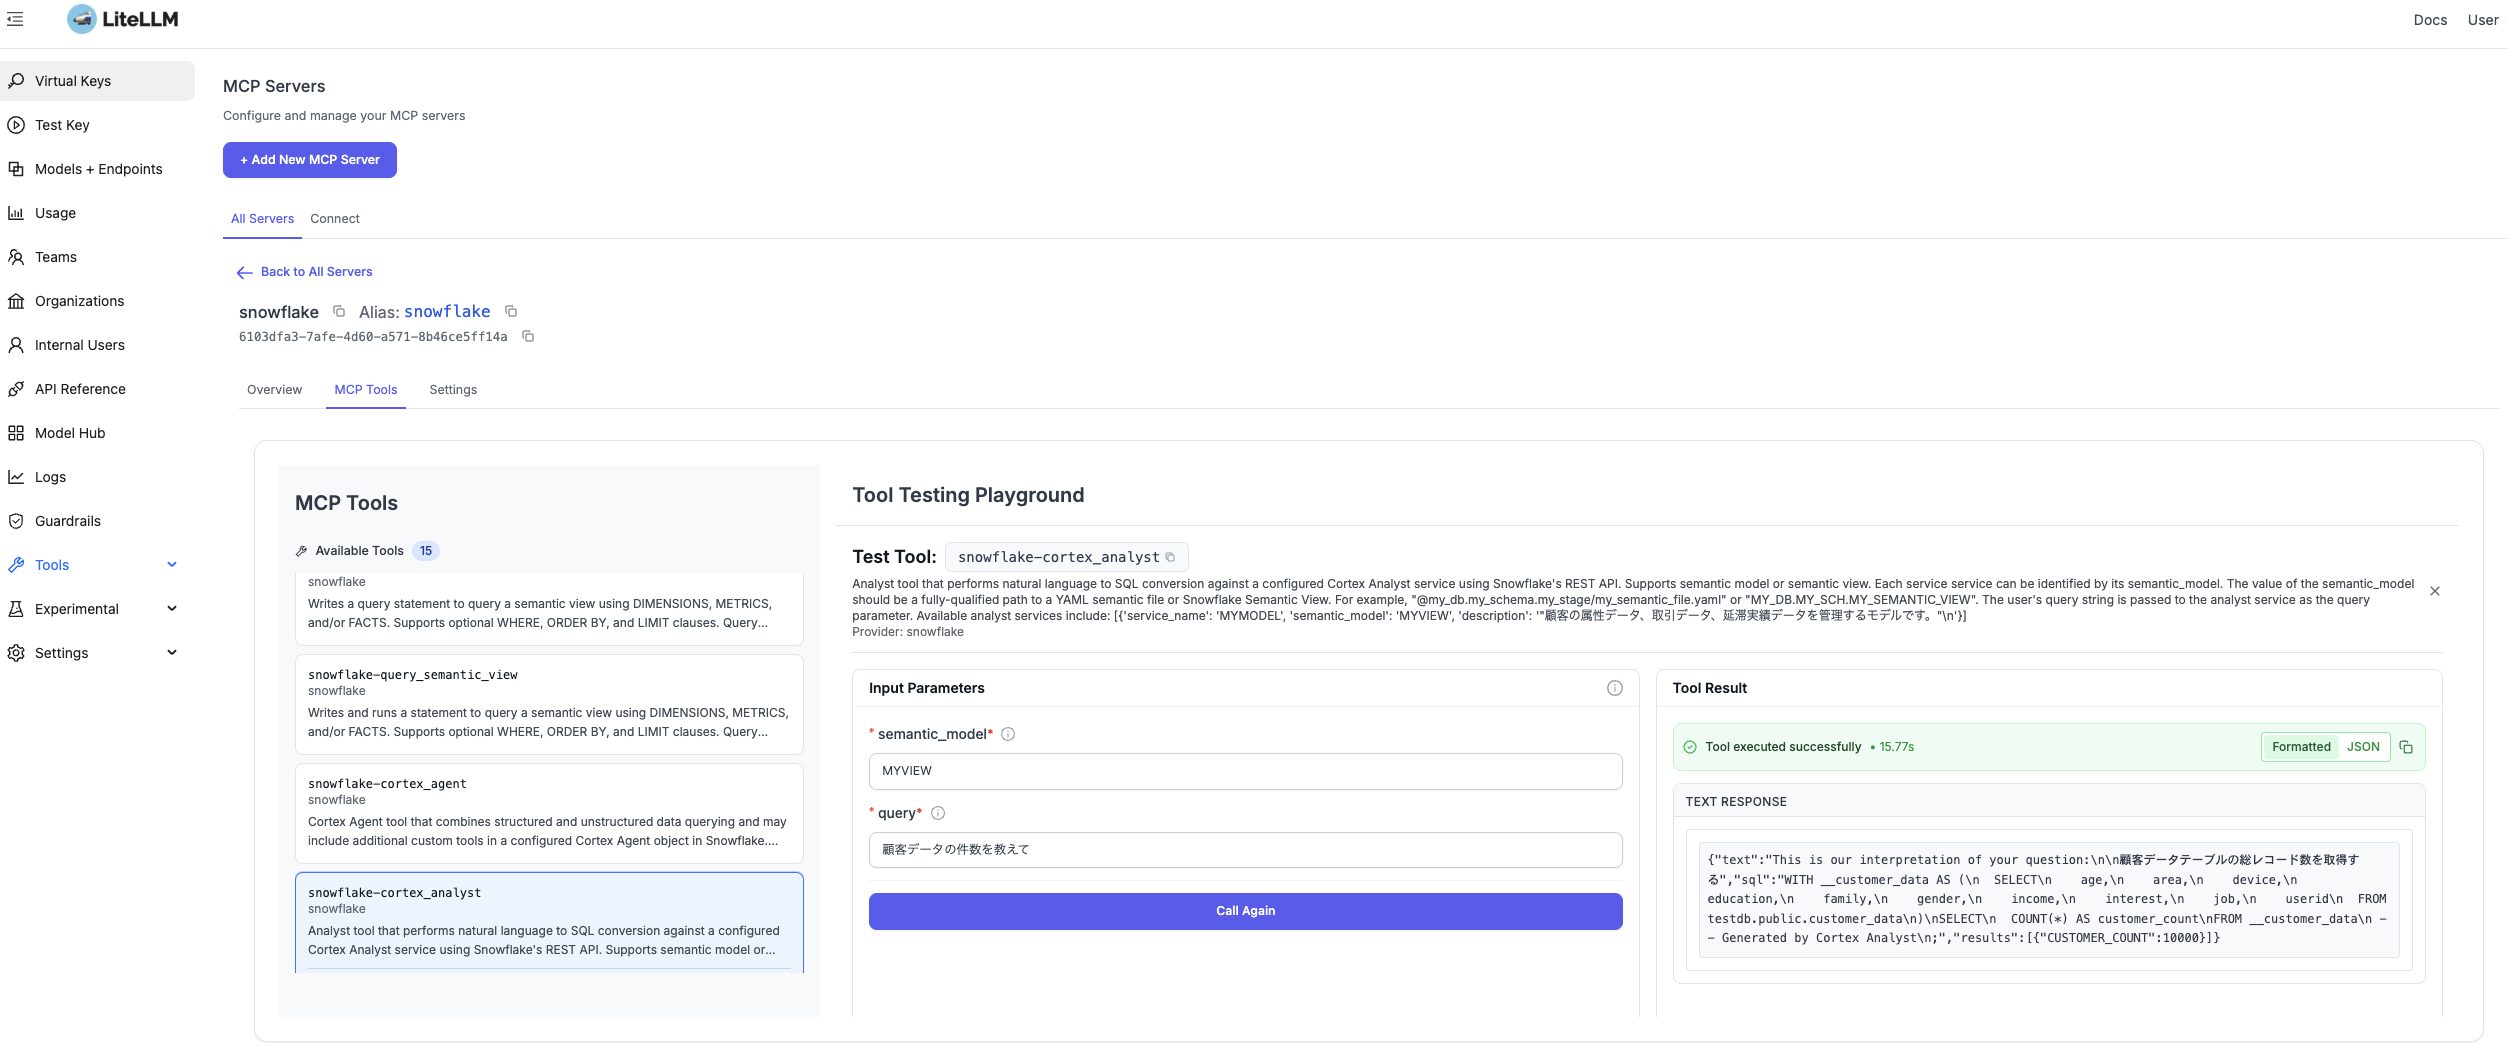 LiteLLM
Docs
User
Virtual Keys
Test Key
Models + Endpoints
Usage
Teams
Organizations
Internal Users
API Reference
Model Hub
Logs
Guardrails
Tools
Experimental
Settings
MCP Servers
Configure and manage your MCP servers
+ Add New MCP Server
All Servers
Connect
Back to All Servers
snowflake
Alias: snowflake
6103dfa3-7afe-4d60-a571-8b46ce5ff14a
Overview
MCP Tools
Settings
MCP Tools
Available Tools 15
snowflake
Writes a query statement to query a semantic view using DIMENSIONS, METRICS,
and/or FACTS. Supports optional WHERE, ORDER BY, and LIMIT clauses. Query...
snowflake-query_semantic_view
snowflake
Writes and runs a statement to query a semantic view using DIMENSIONS, METRICS,
and/or FACTS. Supports optional WHERE, ORDER BY, and LIMIT clauses. Query...
snowflake-cortex_agent
snowflake
Cortex Agent tool that combines structured and unstructured data querying and may
include additional custom tools in a configured Cortex Agent object in Snowflake....
snowflake-cortex_analyst
snowflake
Analyst tool that performs natural language to SQL conversion against a configured
Cortex Analyst service using Snowflake's REST API. Supports semantic model or...
Tool Testing Playground
Test Tool: snowflake-cortex_analyst
Analyst tool that performs natural language to SQL conversion against a configured Cortex Analyst service using Snowflake's REST API. Supports semantic model or semantic view. Each service service can be identified by its semantic_model. The value of the semantic_model
should be a fully-qualified path to a YAML semantic file or Snowflake Semantic View. For example, "@my_db.my_schema.my_stage/my_semantic_file.yaml" or "MY_DB.MY_SCH.MY_SEMANTIC_VIEW". The user's query string is passed to the analyst service as the query
parameter. Available analyst services include: [{'service_name': 'MYMODEL', 'semantic_model': 'MYVIEW', 'description': '"顧客の属性データ、取引データ、延滞実績データを管理するモデルです。"\n'}]
Provider: snowflake
Input Parameters
* semantic_model*
MYVIEW
* query*
顧客データの件数を教えて
Call Again
Tool Result
Tool executed successfully • 15.77s
Formatted
JSON
TEXT RESPONSE
{"text":"This is our interpretation of your question:\n\n顧客データテーブルの総レコード数を取得す
る","sql":"WITH __customer_data AS (\n  SELECT\n    age,\n    area,\n    device,\n
education,\n    family,\n    gender,\n    income,\n    interest,\n    job,\n    userid\n  FROM
testdb.public.customer_data\n)\nSELECT\n  COUNT(*) AS customer_count\nFROM __customer_data\n -
- Generated by Cortex Analyst\n;","results":[{"CUSTOMER_COUNT":10000}]}